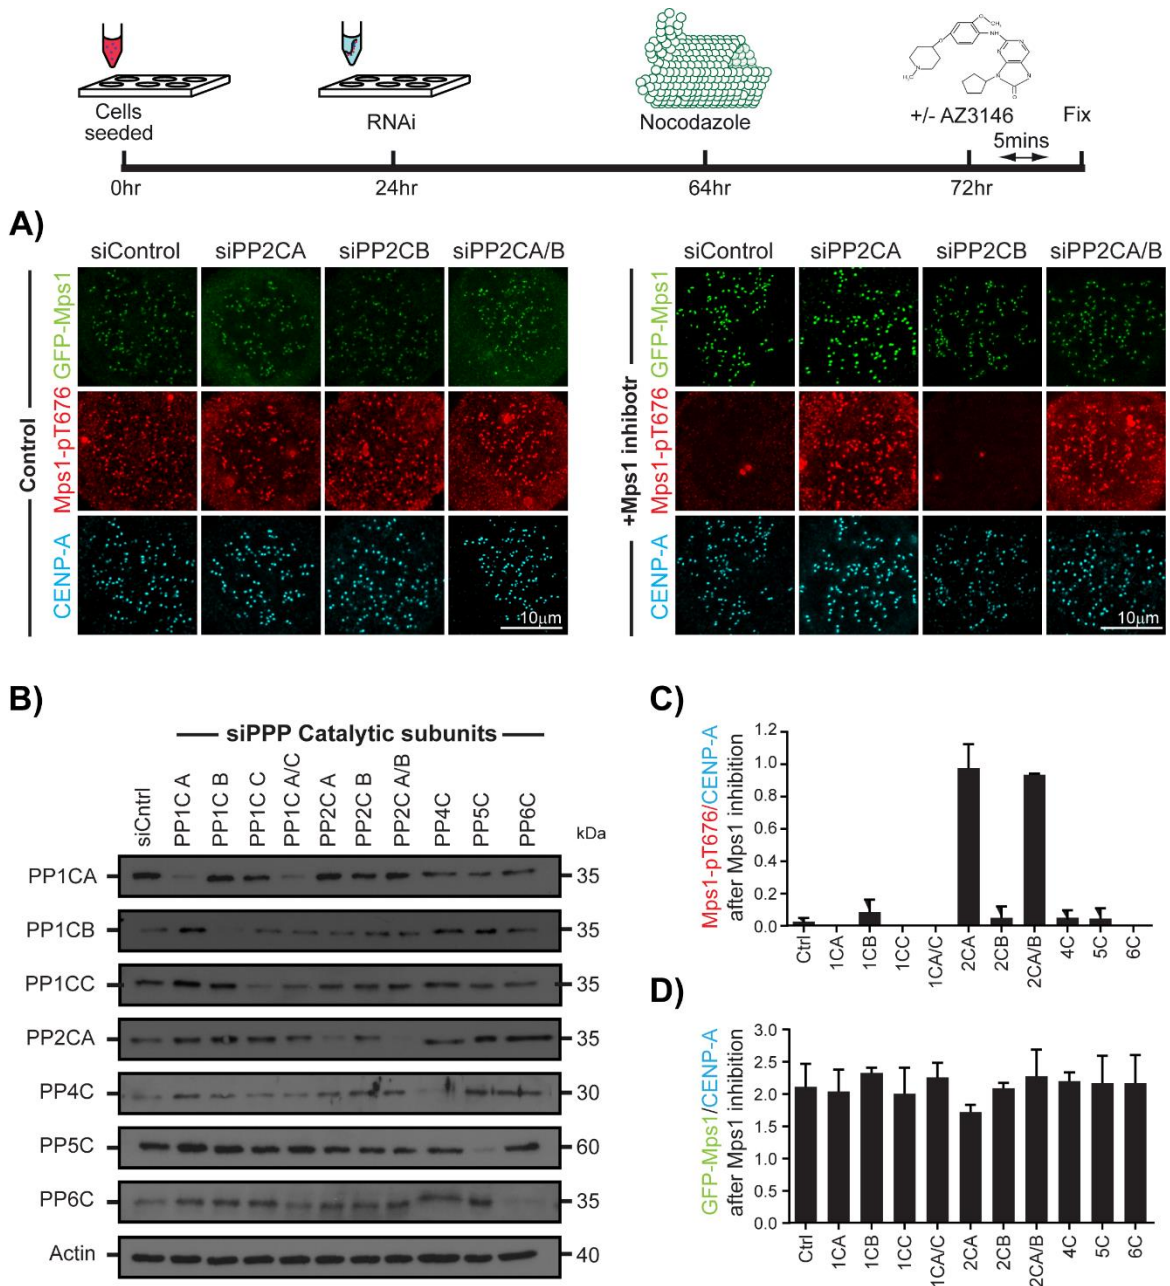 Cells
seeded
RNAi
Nocodazole
+/- AZ3146
Fix
5mins
0hr
24hr
64hr
72hr
A)
siControl
siPP2CA
siPP2CB
siPP2CA/B
siControl
siPP2CA
siPP2CB
siPP2CA/B
Control
GFP-Mps1
Mps1-pT676
CENP-A
10µm
+Mps1 inhibotr
GFP-Mps1
Mps1-pT676
CENP-A
10µm
B)
siPPP Catalytic subunits
siCntrl
PP1C A
PP1C B
PP1C C
PP1C A/C
PP2C A
PP2C B
PP2C A/B
PP4C
PP5C
PP6C
kDa
PP1CA 35
PP1CB 35
PP1CC 35
PP2CA 35
PP4C 30
PP5C 60
PP6C 35
Actin 40
C)
Mps1-pT676/CENP-A
after Mps1 inhibition
1.2
1.0
0.8
0.6
0.4
0.2
0.0
Ctrl
1CA
1CB
1CC
1CA/C
2CA
2CB
2CA/B
4C
5C
6C
D)
GFP-Mps1/CENP-A
after Mps1 inhibition
3.0
2.5
2.0
1.5
1.0
0.5
0.0
Ctrl
1CA
1CB
1CC
1CA/C
2CA
2CB
2CA/B
4C
5C
6C